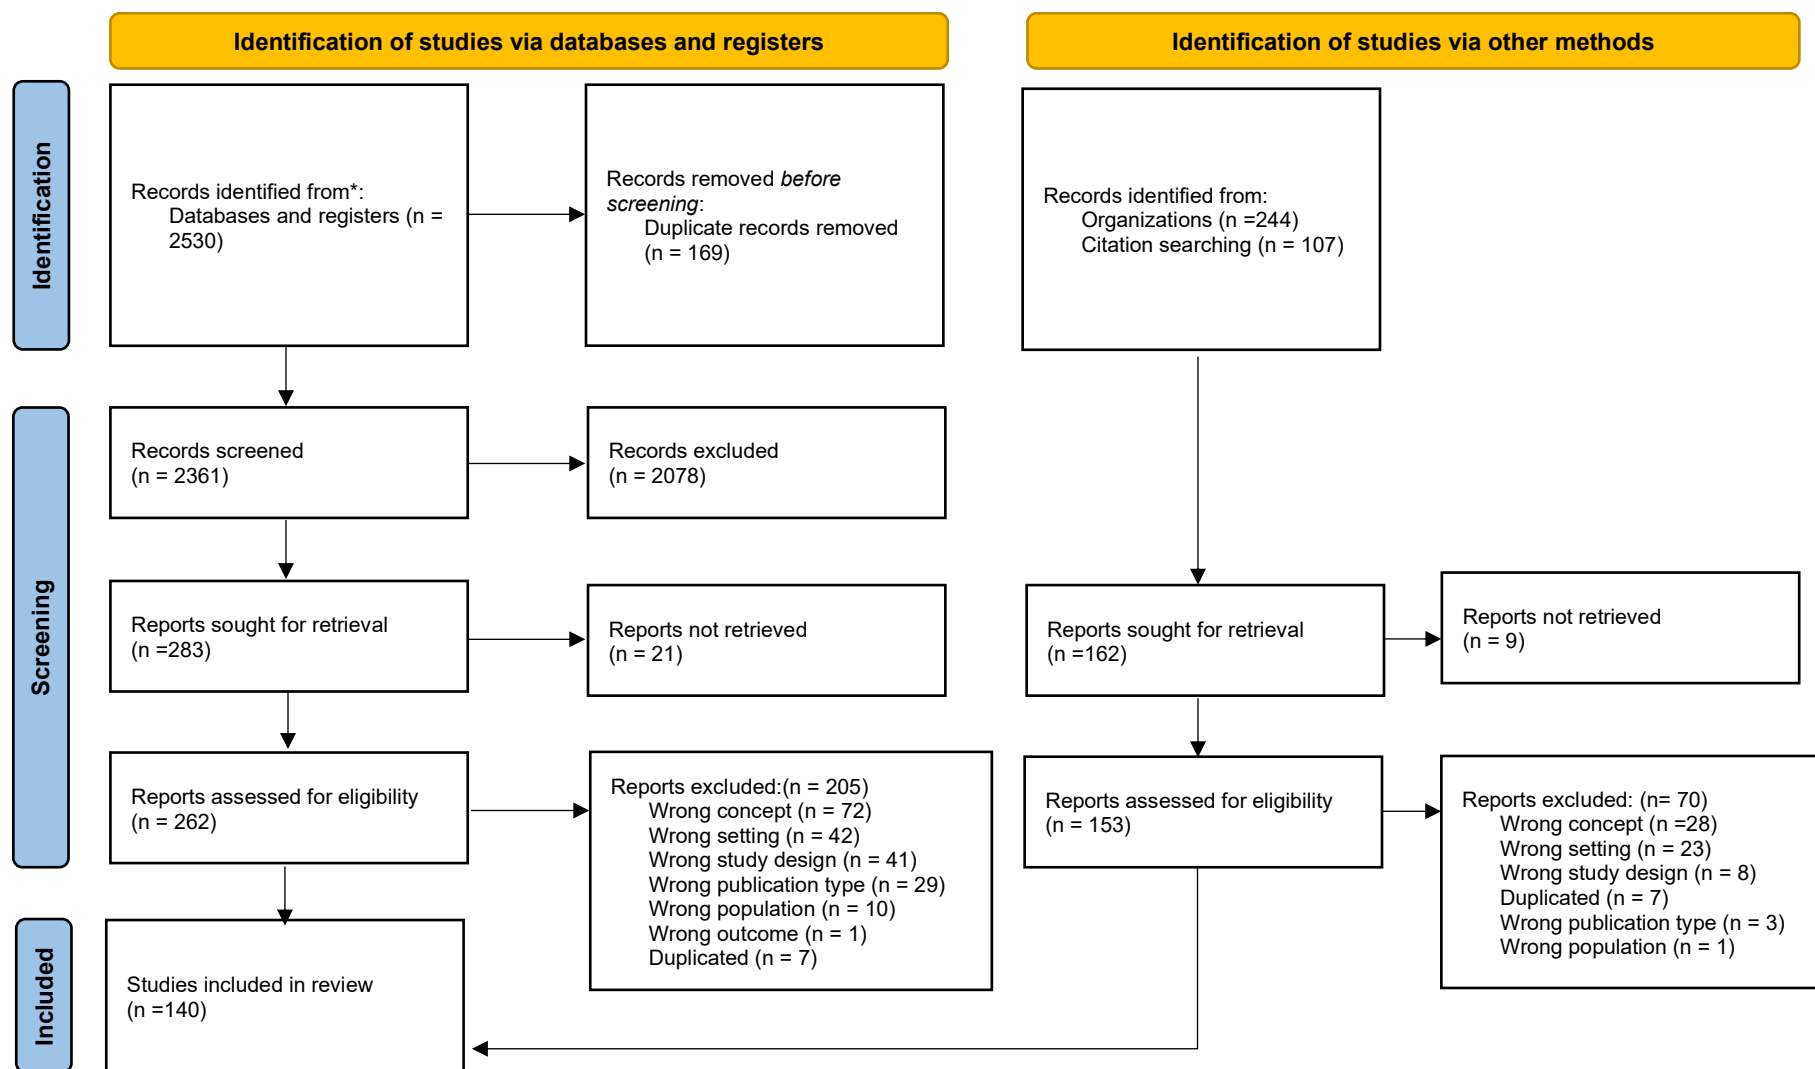 Identification of studies via databases and registers
Identification of studies via other methods
Identification
Records identified from*:
Databases and registers (n =
2530)
Records removed before
screening:
Duplicate records removed
(n = 169)
Records identified from:
Organizations (n =244)
Citation searching (n = 107)
Screening
Records screened
(n = 2361)
Records excluded
(n = 2078)
Reports sought for retrieval
(n =283)
Reports not retrieved
(n = 21)
Reports sought for retrieval
(n =162)
Reports not retrieved
(n = 9)
Reports assessed for eligibility
(n = 262)
Reports excluded:(n = 205)
Wrong concept (n = 72)
Wrong setting (n = 42)
Wrong study design (n = 41)
Wrong publication type (n = 29)
Wrong population (n = 10)
Wrong outcome (n = 1)
Duplicated (n = 7)
Reports assessed for eligibility
(n = 153)
Reports excluded: (n= 70)
Wrong concept (n =28)
Wrong setting (n = 23)
Wrong study design (n = 8)
Duplicated (n = 7)
Wrong publication type (n = 3)
Wrong population (n = 1)
Included
Studies included in review
(n =140)